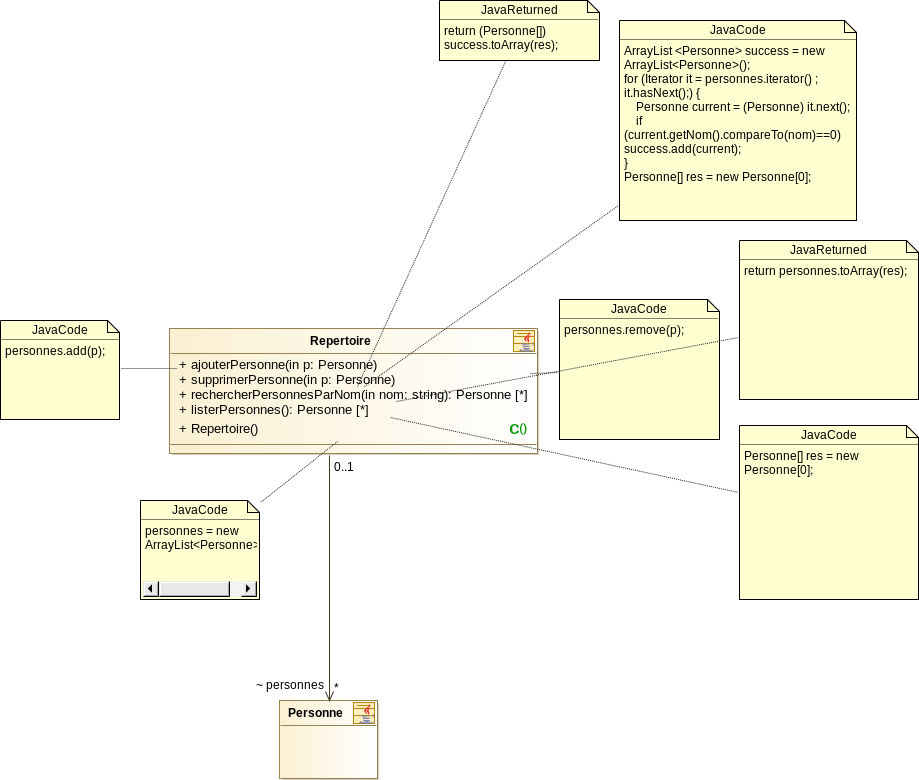 JavaReturned
return (Personne[])
success.toArray(res);
JavaCode
ArrayList <Personne> success = new
ArrayList<Personne>();
for (Iterator it = personnes.iterator() ;
it.hasNext();) {
Personne current = (Personne) it.next();
if
(current.getNom().compareTo(nom)==0)
success.add(current);
}
Personne[] res = new Personne[0];
JavaReturned
return personnes.toArray(res);
JavaCode
personnes.remove(p);
JavaCode
personnes.add(p);
Repertoire
+ ajouterPersonne(in p: Personne)
+ supprimerPersonne(in p: Personne)
+ rechercherPersonnesParNom(in nom: string): Personne [*]
+ listerPersonnes(): Personne [*]
+ Repertoire() C()
JavaCode
Personne[] res = new
Personne[0];
0..1
JavaCode
personnes = new
ArrayList<Personne>
~ personnes *
Personne